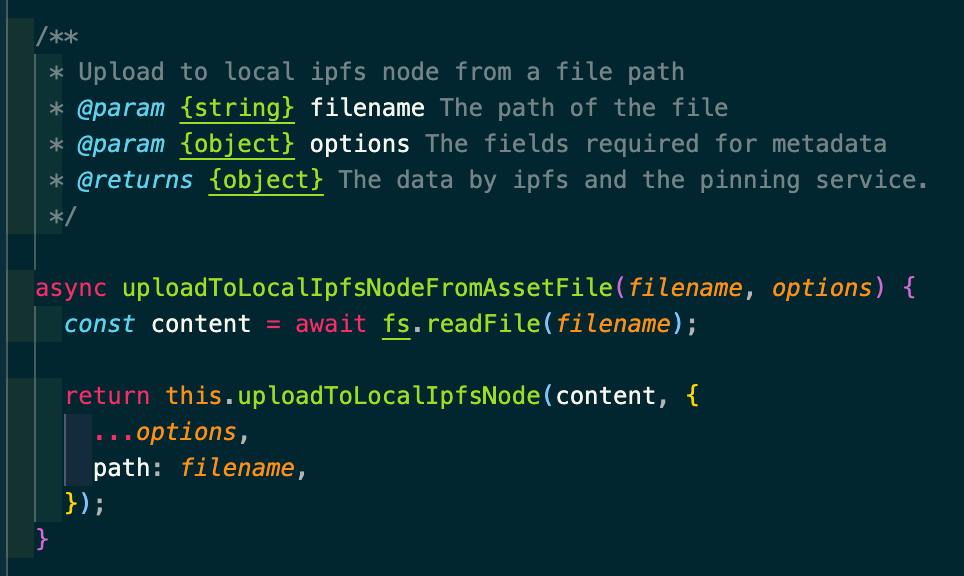 /**
 * Upload to local ipfs node from a file path
 * @param {string} filename The path of the file
 * @param {object} options The fields required for metadata
 * @returns {object} The data by ipfs and the pinning service.
 */
async uploadToLocalIpfsNodeFromAssetFile(filename, options) {
  const content = await fs.readFile(filename);
  return this.uploadToLocalIpfsNode(content, {
    ...options,
    path: filename,
  });
}